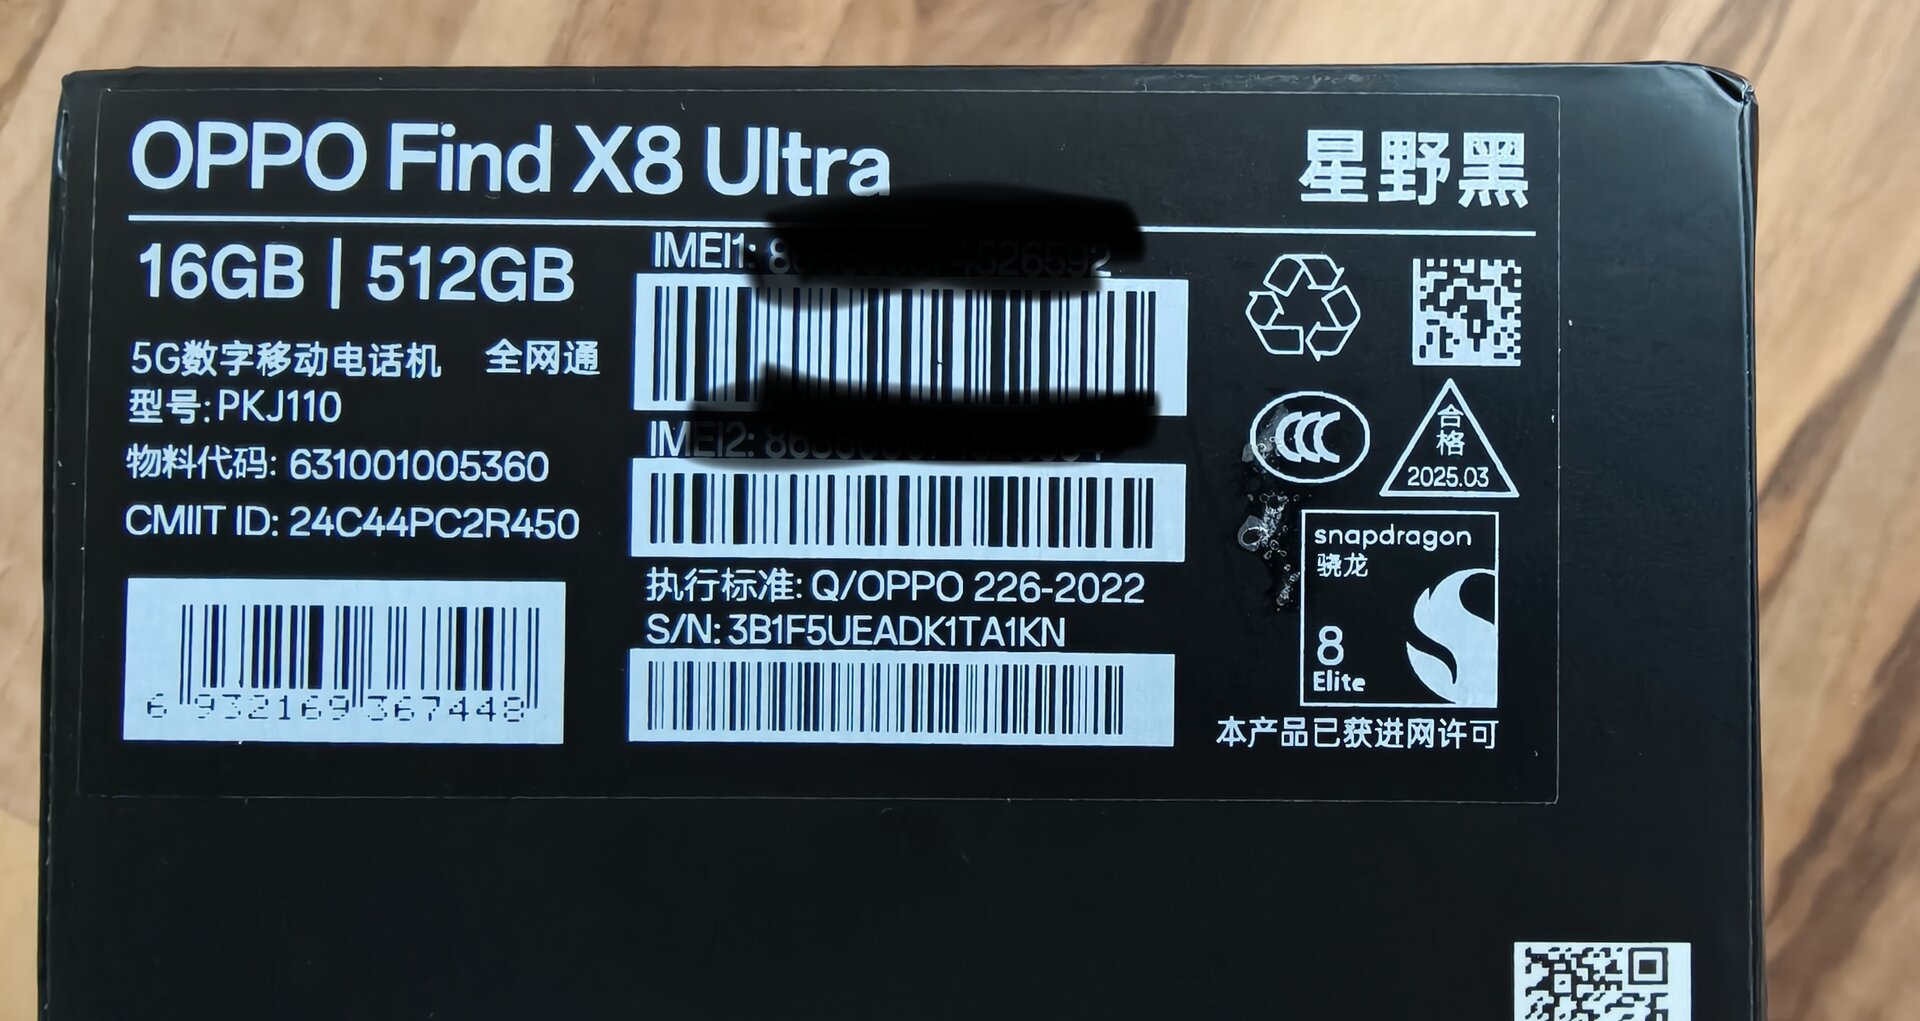 OPPO Find X8 Ultra
星野黑
16GB | 512GB
5G数字移动电话机 全网通
型号: PKJ110
物料代码: 631001005360
CMIIT ID: 24C44PC2R450
6 932169 367448
IMEI1:
IMEI2:
执行标准: Q/OPPO 226-2022
S/N: 3B1F5UEADK1TA1KN
CCC
合
格
2025.03
snapdragon
骁龙
8
Elite
本产品已获进网许可